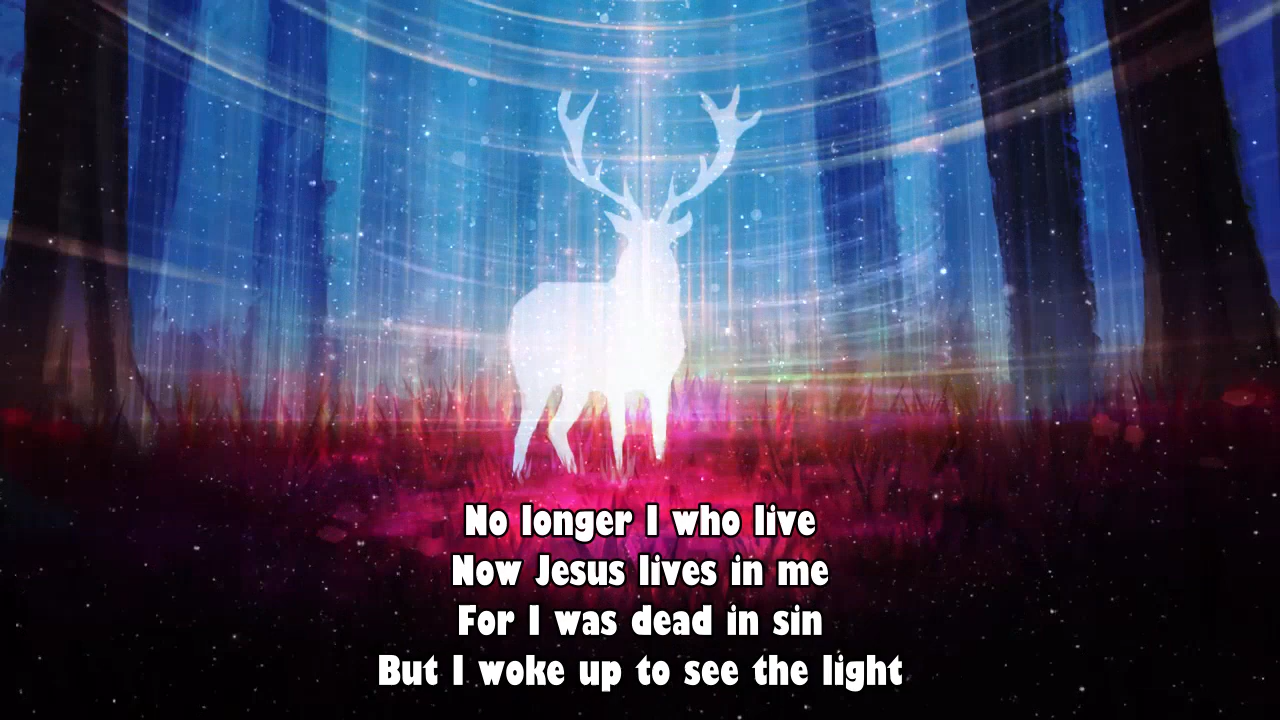 No longer I who live
Now Jesus lives in me
For I was dead in sin
But I woke up to see the light